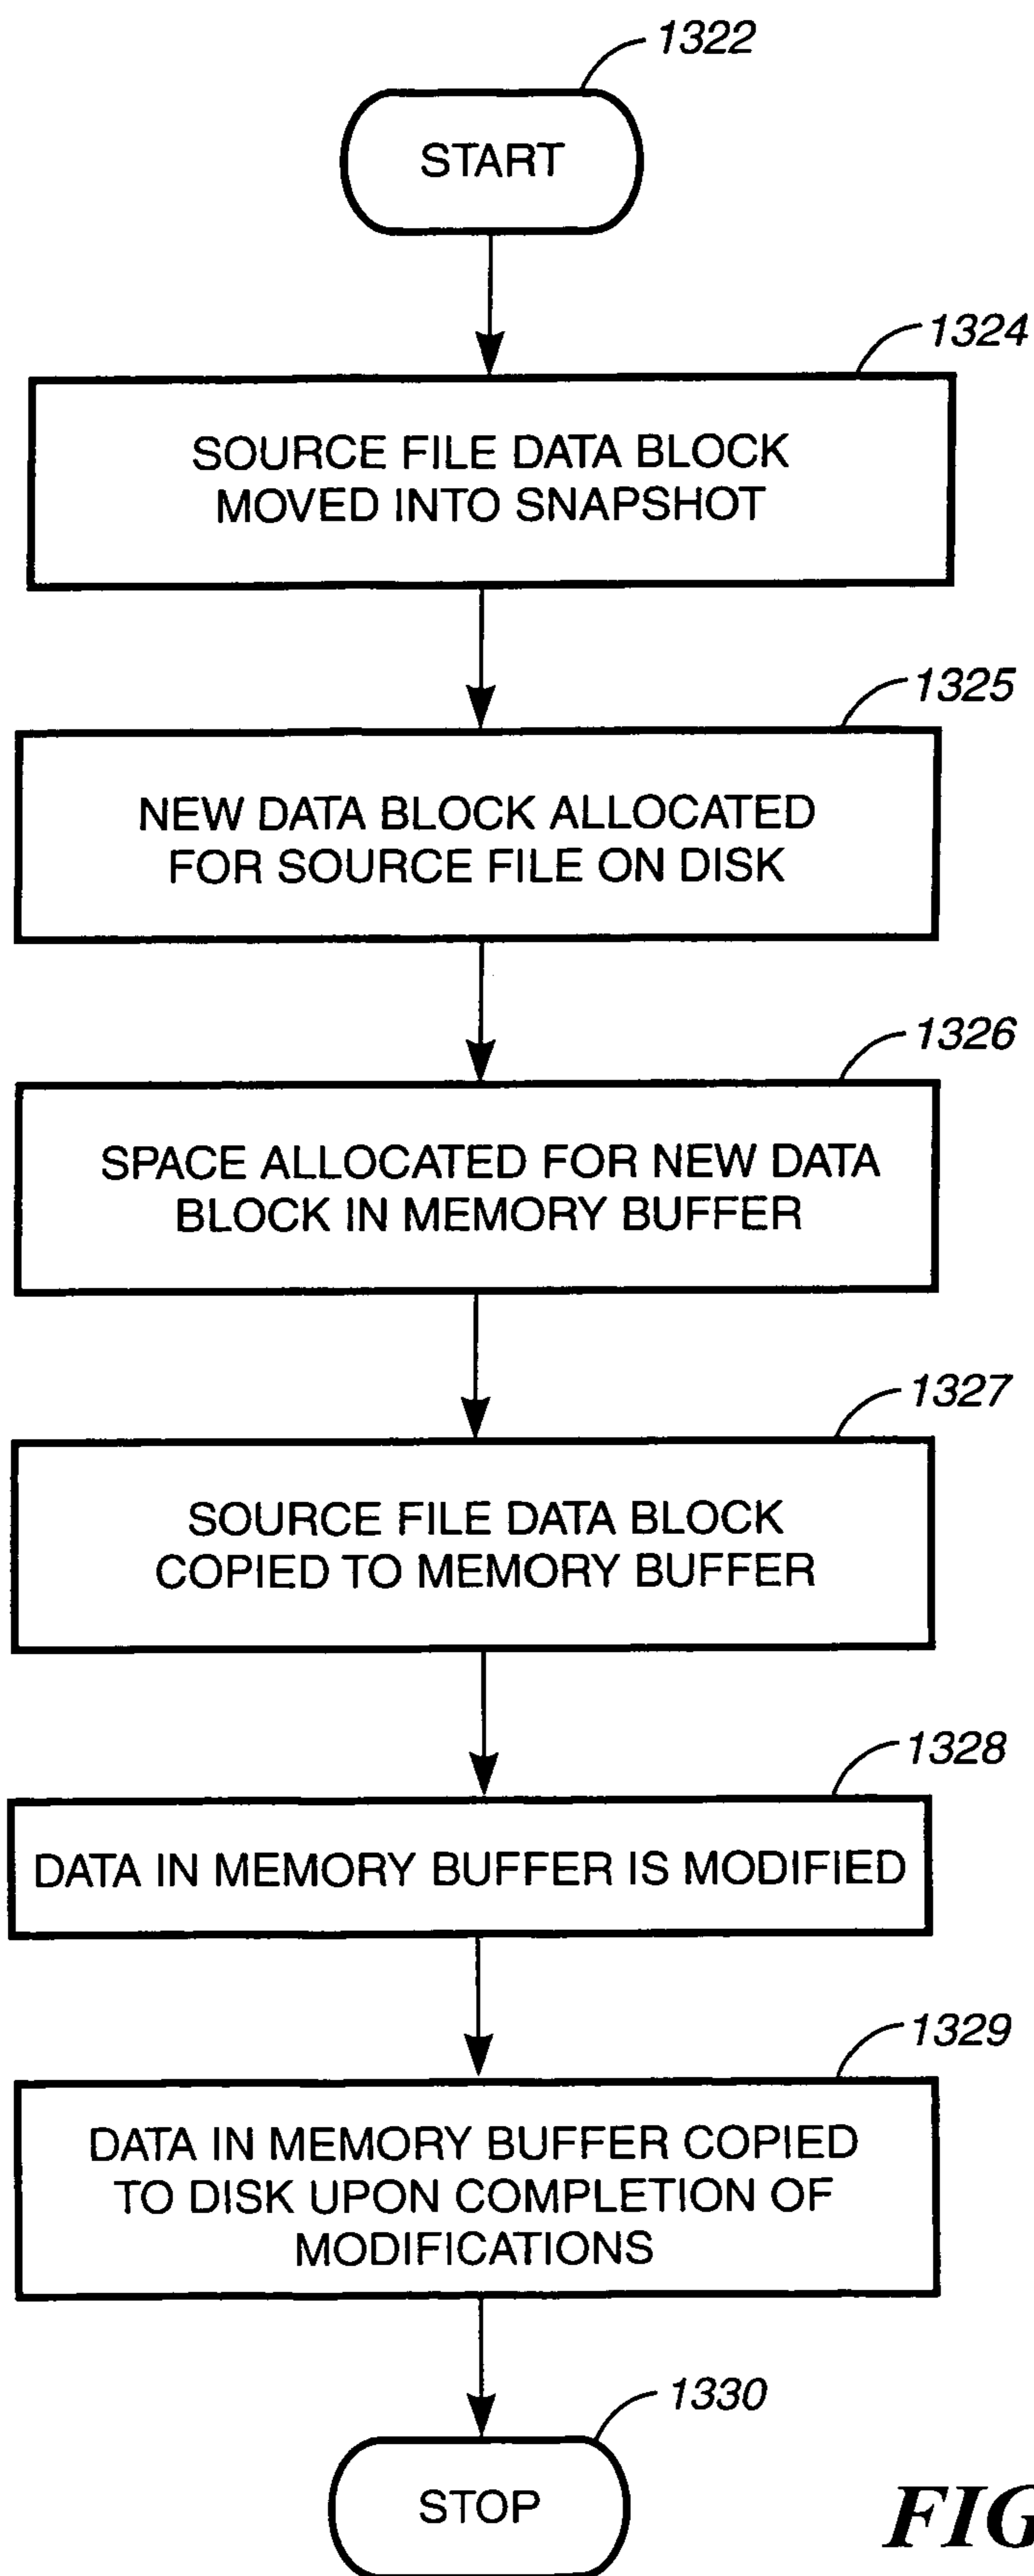 1322
START
1324
SOURCE FILE DATA BLOCK
MOVED INTO SNAPSHOT
1325
NEW DATA BLOCK ALLOCATED
FOR SOURCE FILE ON DISK
1326
SPACE ALLOCATED FOR NEW DATA
BLOCK IN MEMORY BUFFER
1327
SOURCE FILE DATA BLOCK
COPIED TO MEMORY BUFFER
1328
DATA IN MEMORY BUFFER IS MODIFIED
1329
DATA IN MEMORY BUFFER COPIED
TO DISK UPON COMPLETION OF
MODIFICATIONS
1330
STOP
FIG